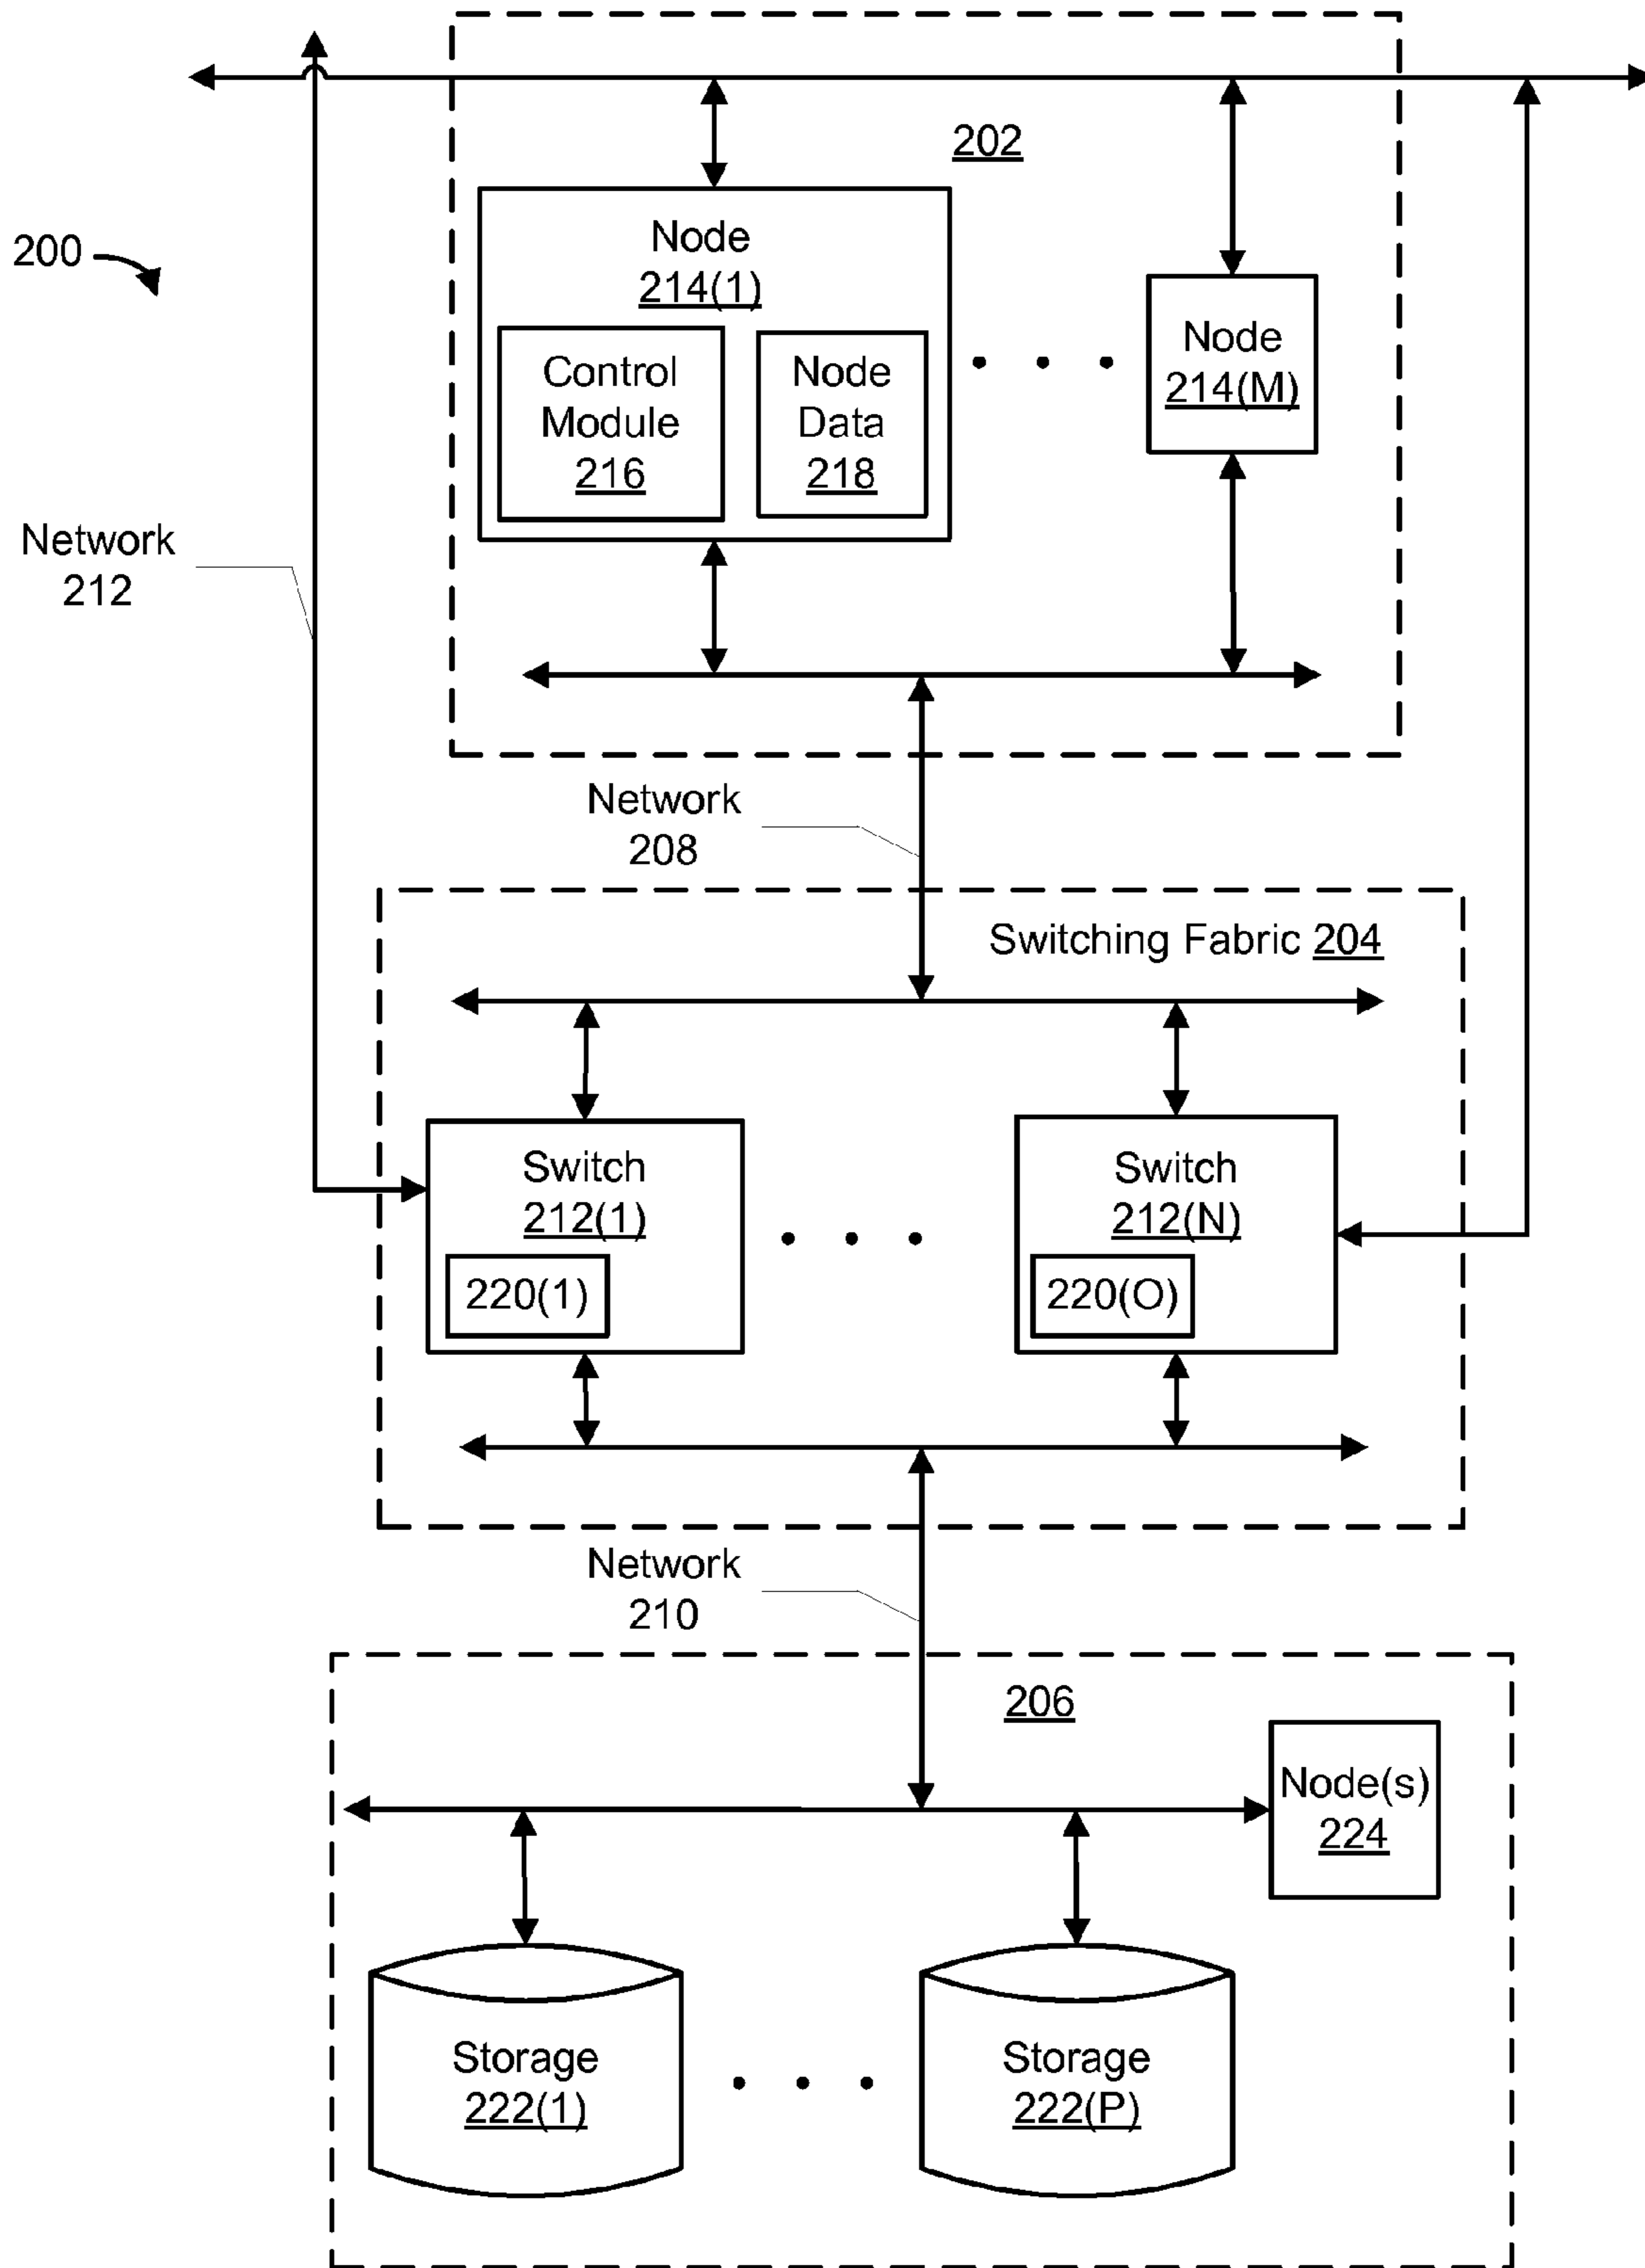 202
200
Node
214(1)
Control
Module
216
Node
Data
218
Node
214(M)
Network
212
Network
208
Switching Fabric 204
Switch
212(1)
220(1)
Switch
212(N)
220(O)
Network
210
206
Node(s)
224
Storage
222(1)
Storage
222(P)